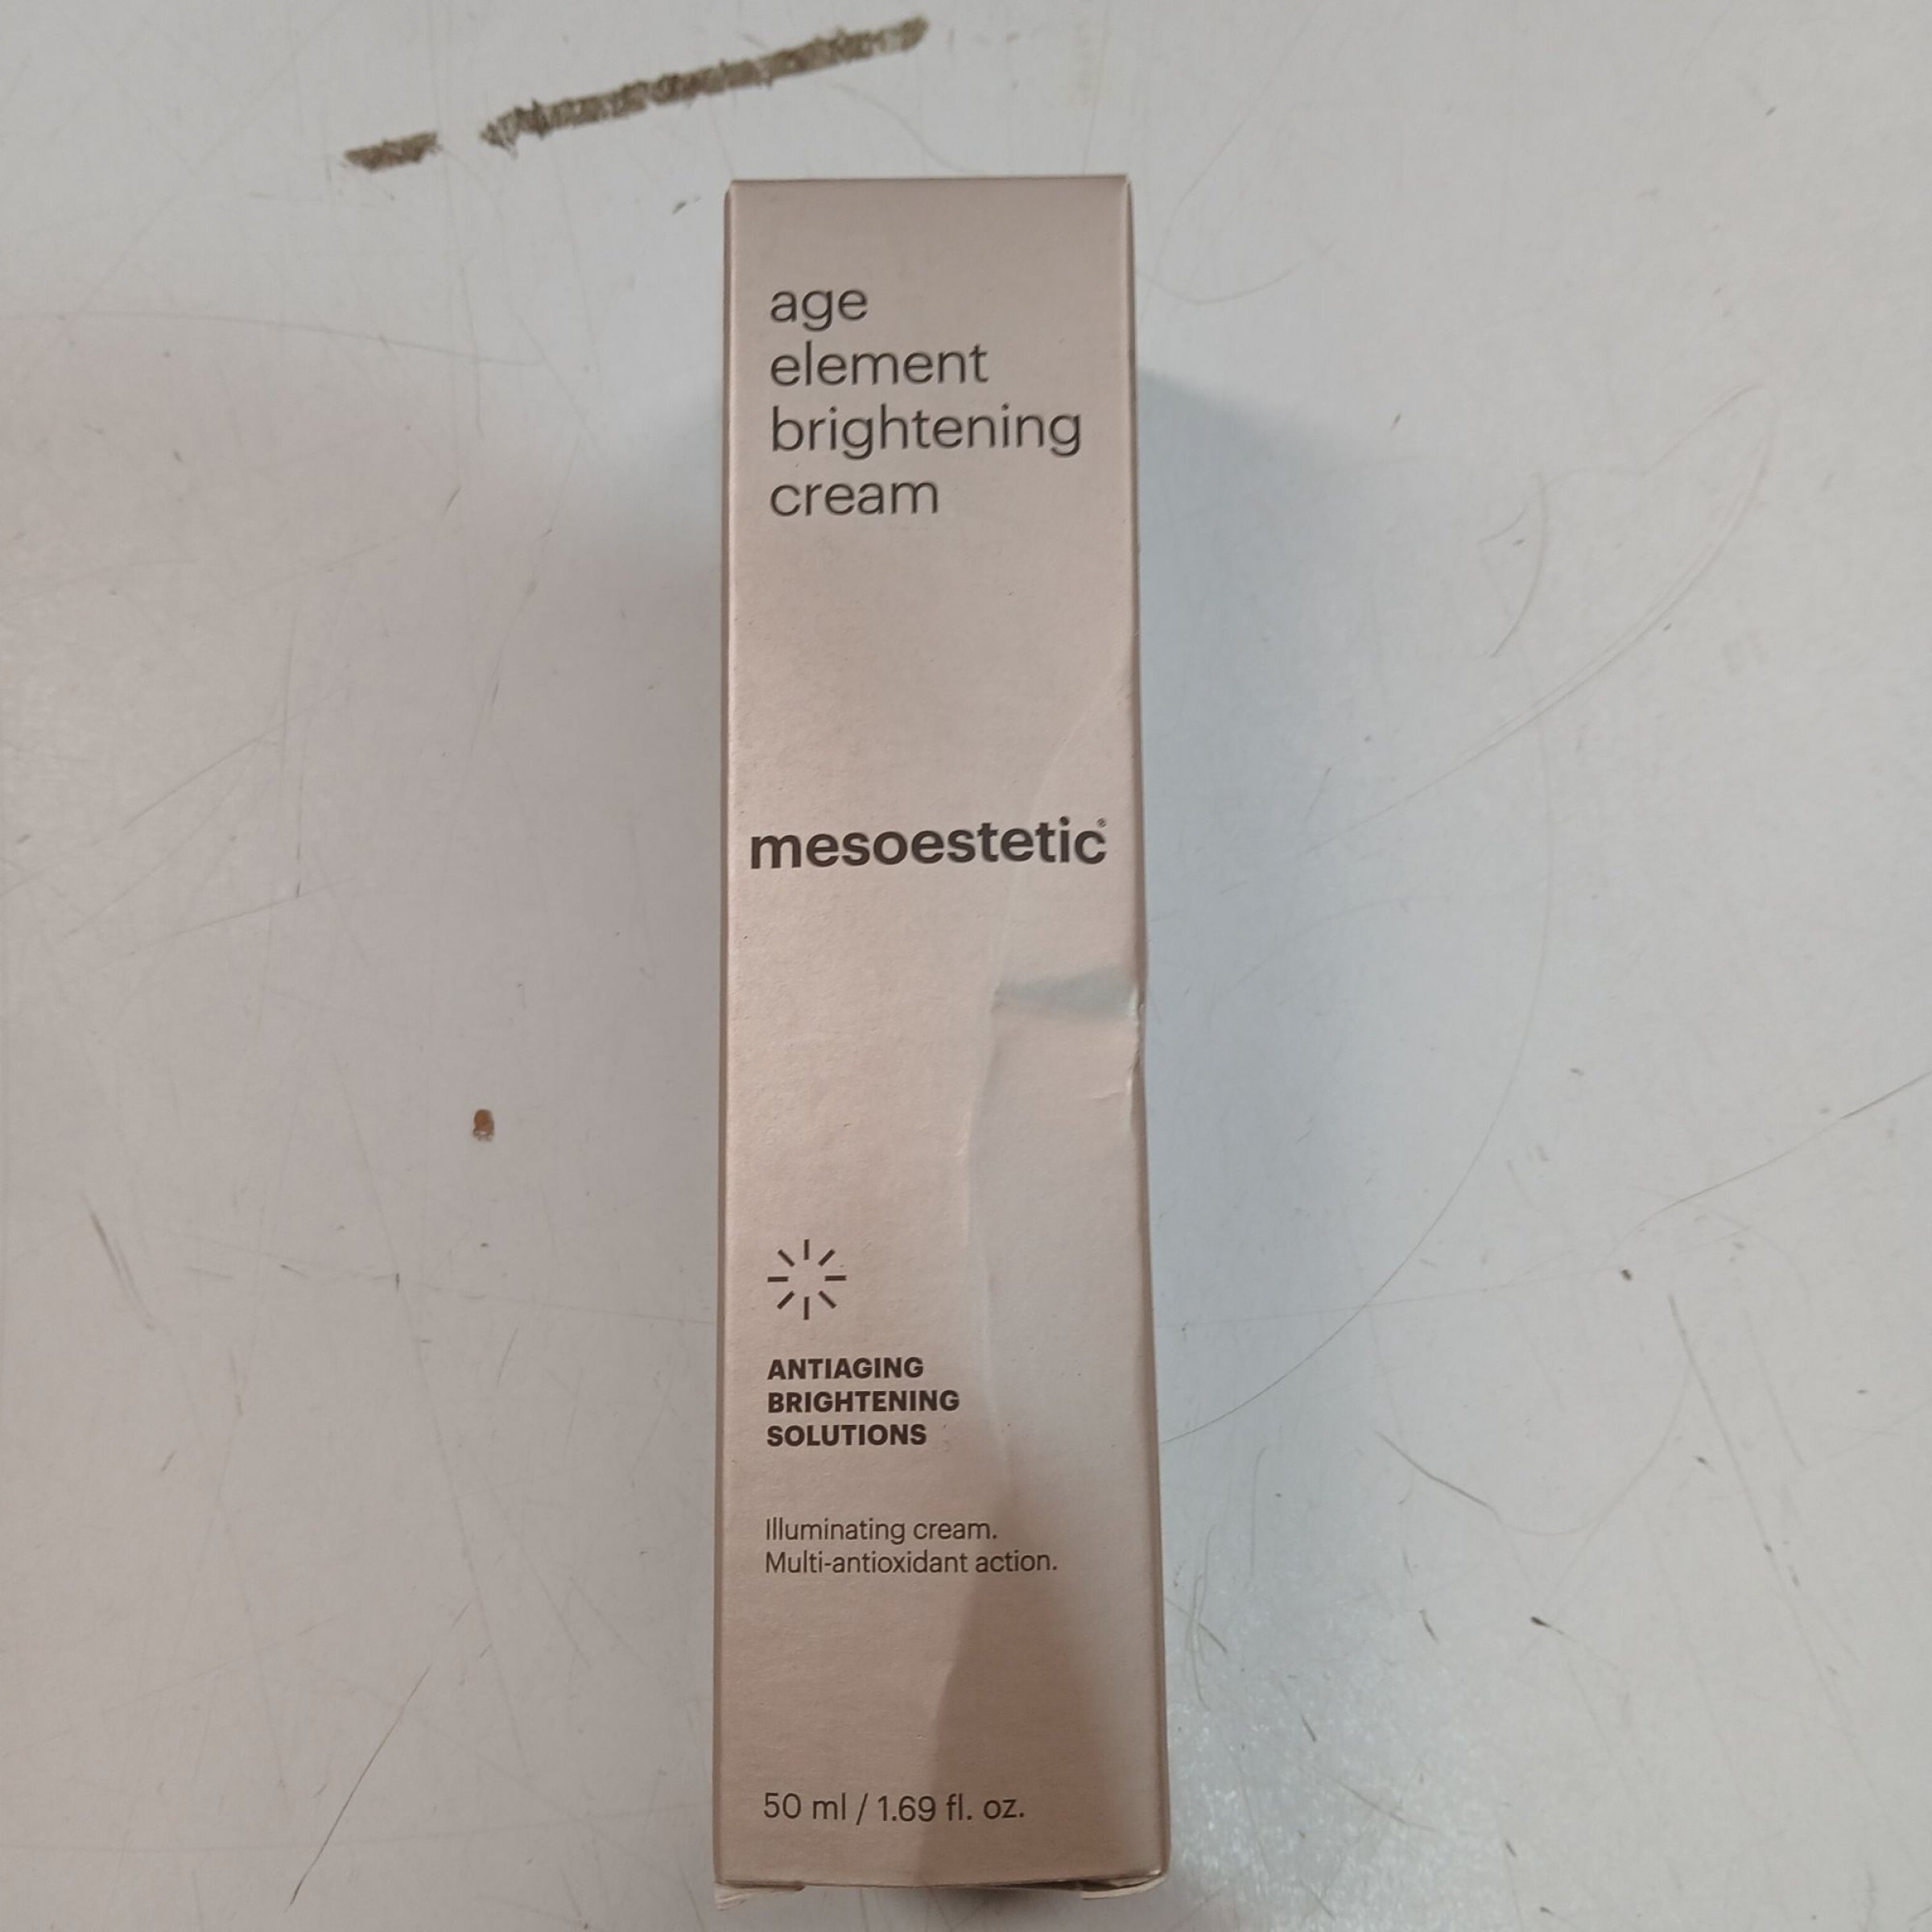 age
element
brightening
cream
mesoestetic®
ANTIAGING
BRIGHTENING
SOLUTIONS
Illuminating cream.
Multi-antioxidant action.
50 ml / 1.69 fl. oz.